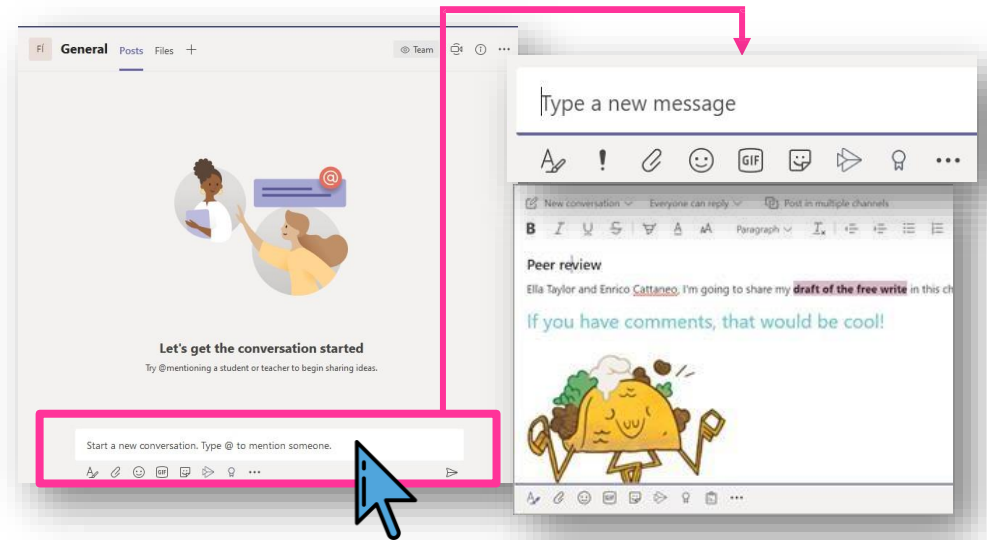 FÍ General Posts Files + Team
Let's get the conversation started
Try @mentioning a student or teacher to begin sharing ideas.
Start a new conversation. Type @ to mention someone.
GIF
Type a new message
GIF
New conversation Everyone can reply Post in multiple channels
B I U S A AA Paragraph
Peer review
Ella Taylor and Enrico Cattaneo, I'm going to share my draft of the free write in this ch
If you have comments, that would be cool!
GIF